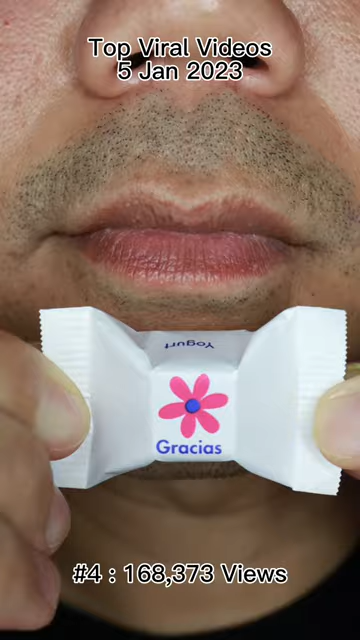 Top Viral Videos
5 Jan 2023
Yogurt
Gracias
#4 : 168,373 Views